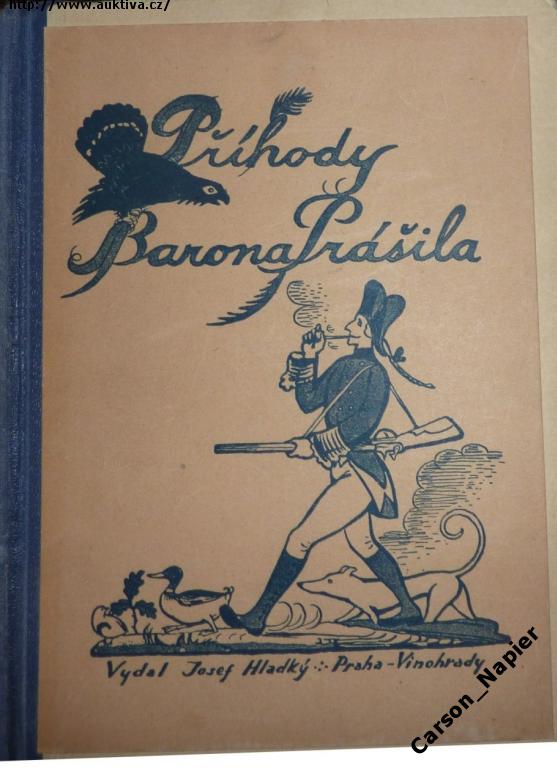 http://www.auktiva.cz/
Příhody
Barona Prášila
Vydal Josef Hladký ∴ Praha-Vinohrady
Carson_Napier